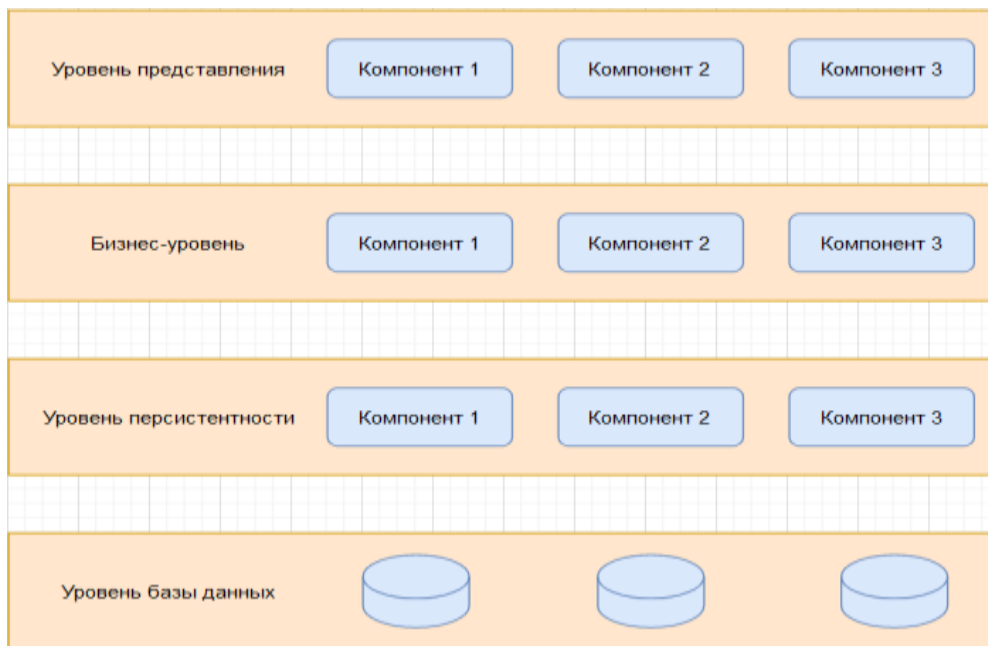 Уровень представления Компонент 1 Компонент 2 Компонент 3
Бизнес-уровень Компонент 1 Компонент 2 Компонент 3
Уровень персистентности Компонент 1 Компонент 2 Компонент 3
Уровень базы данных